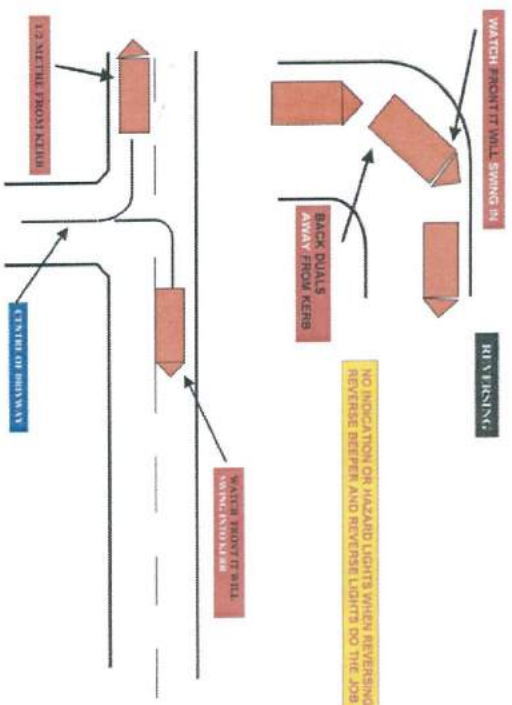 REVERSING
WATCH FRONT IT WILL SWING IN
BACK DUALS
AWAY FROM KERB
NO INDICATION OR HAZARD LIGHTS WHEN REVERSING
REVERSE BEEPER AND REVERSE LIGHTS DO THE JOB
1/2 METRE FROM KERB
WATCH FRONT IT WILL
SWING INTO KERB
CENTRE OF DRIVWAY